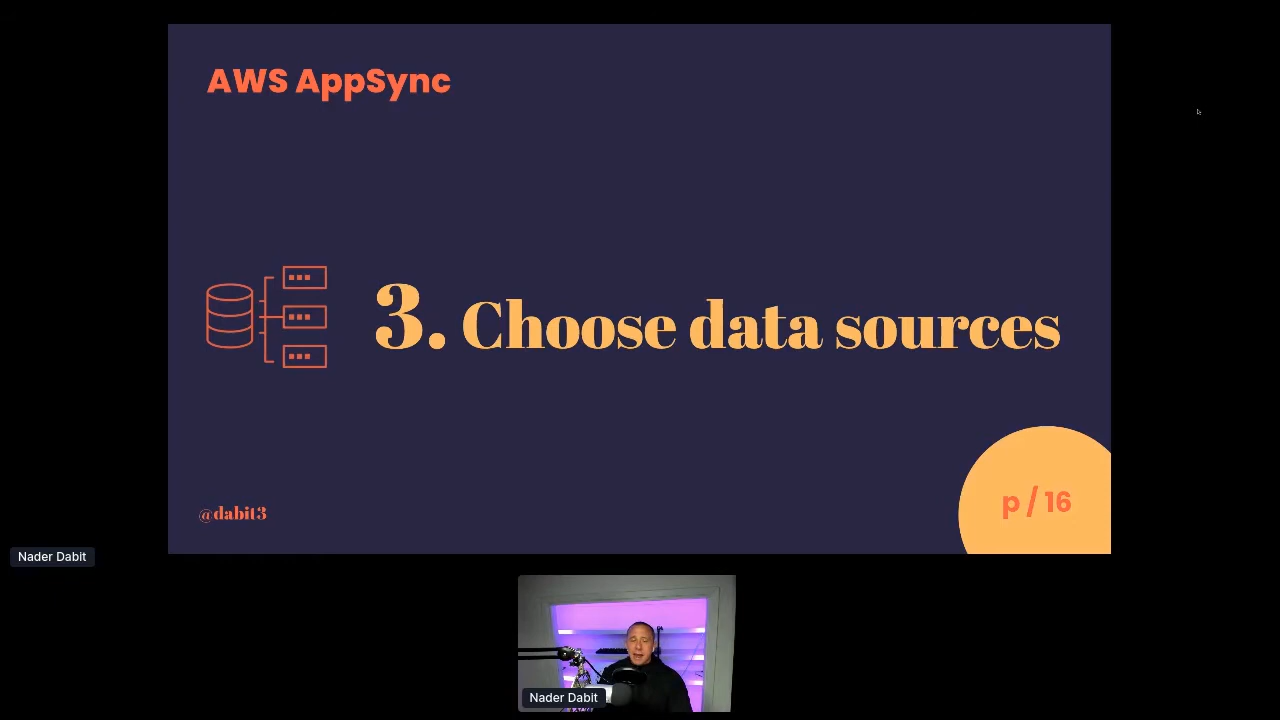 AWS AppSync
3. Choose data sources
@dabit3
p / 16
Nader Dabit
Nader Dabit